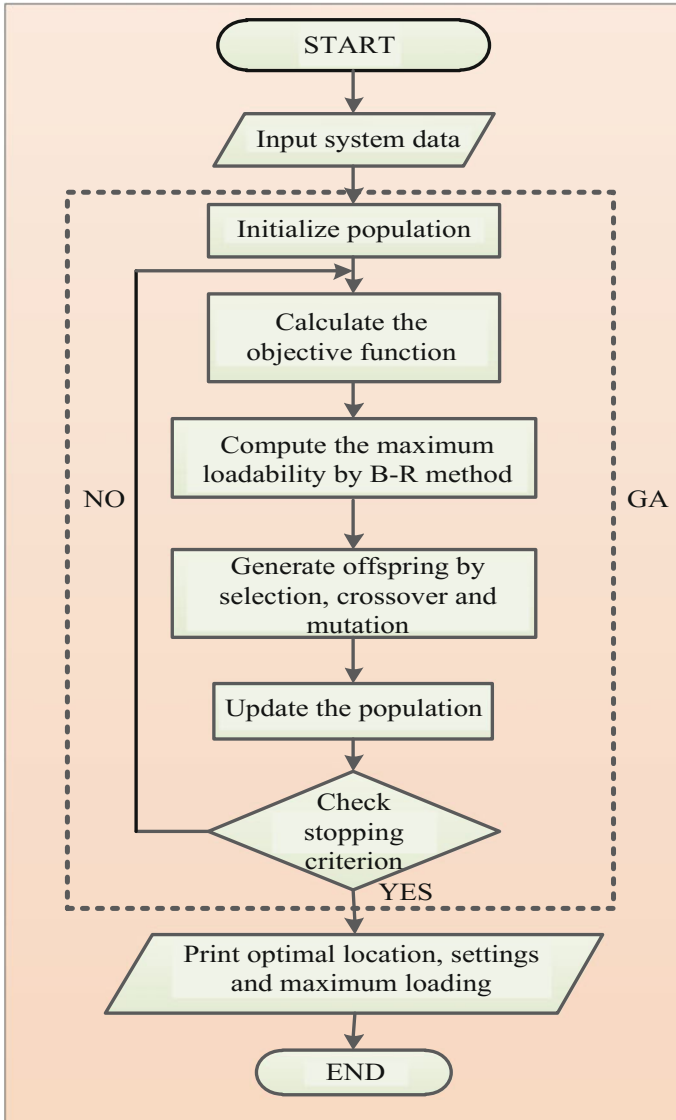 START
Input system data
Initialize population
Calculate the
objective function
Compute the maximum
loadability by B-R method
NO
GA
Generate offspring by
selection, crossover and
mutation
Update the population
Check
stopping
criterion
YES
Print optimal location, settings
and maximum loading
END